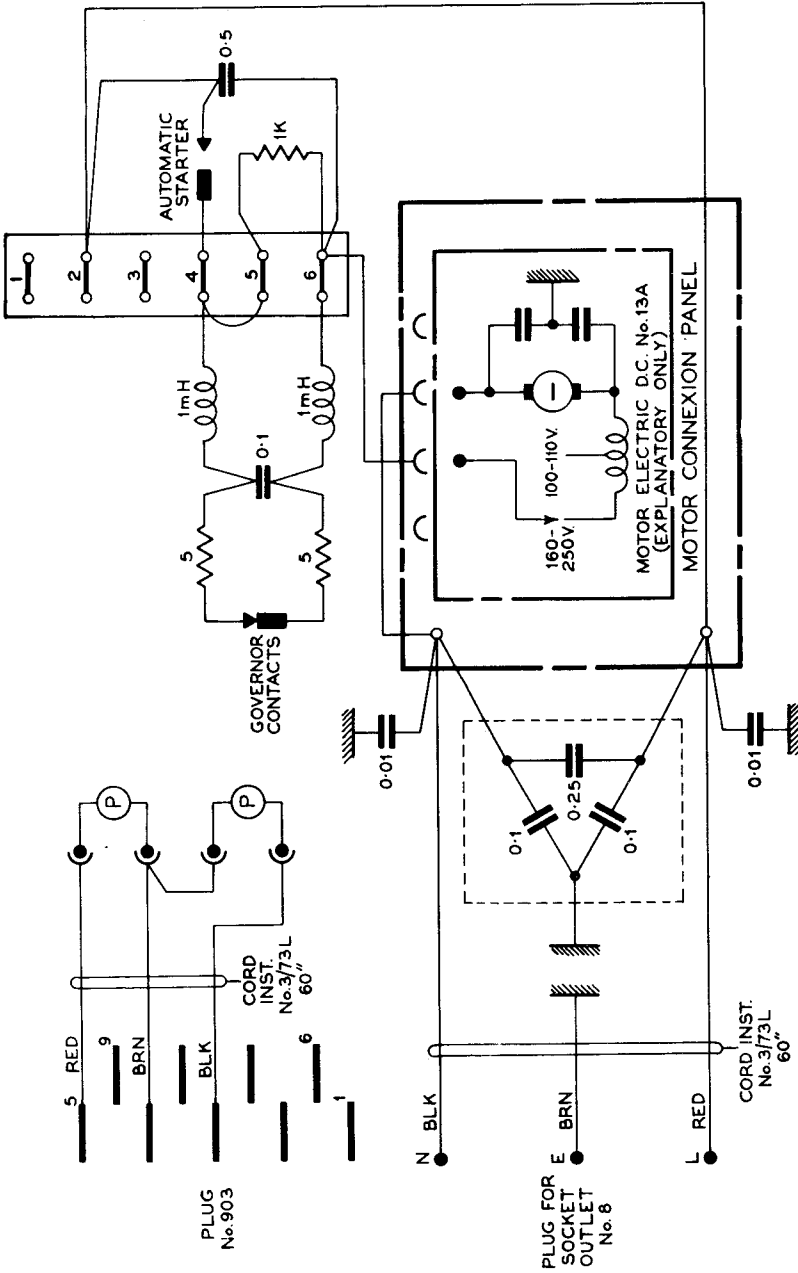 PLUG
No. 903
5
RED
9
BRN
BLK
6
1
CORD
INST.
No. 3/73L
60"
P
P
GOVERNOR
CONTACTS
5
5
0·1
1mH
1mH
1
2
3
4
5
6
AUTOMATIC
STARTER
0·5
1K
PLUG FOR
SOCKET
OUTLET
No. 8
N
BLK
E
BRN
L
RED
CORD INST.
No. 3/73L
60"
0·1
0·25
0·1
0·01
0·01
160-
250V.
100-110V.
MOTOR ELECTRIC D.C. No. 13A
(EXPLANATORY ONLY)
MOTOR CONNEXION PANEL